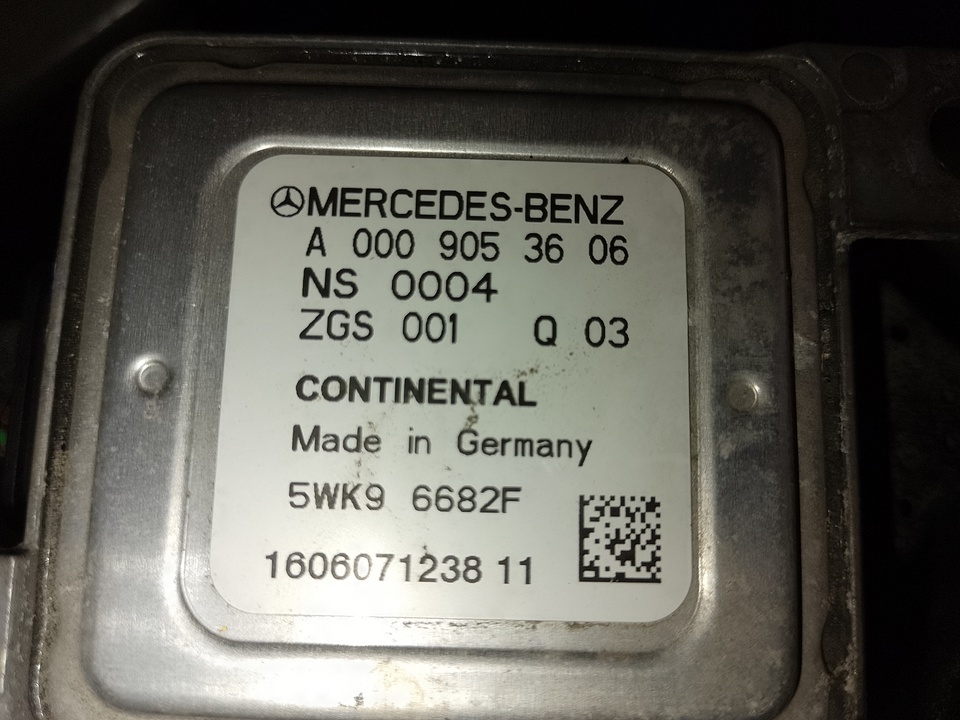 MERCEDES-BENZ
A 000 905 36 06
NS 0004
ZGS 001 Q 03
CONTINENTAL
Made in Germany
5WK9 6682F
1606071238 11